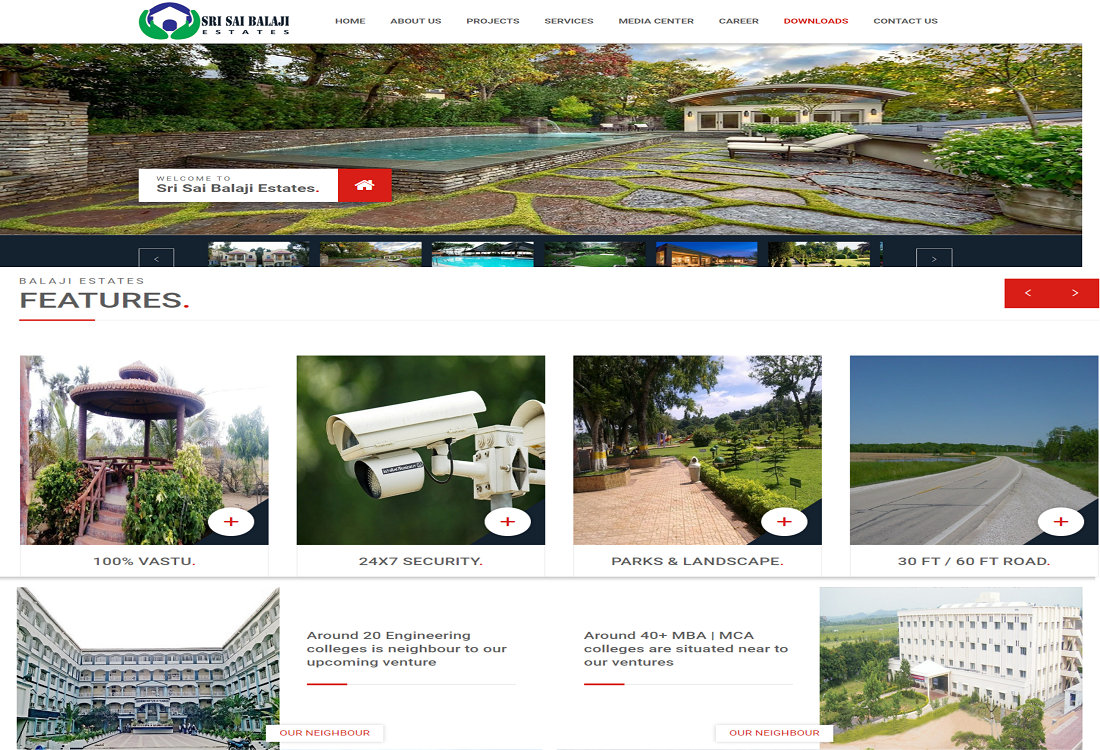 SRI SAI BALAJI
ESTATES
HOME ABOUT US PROJECTS SERVICES MEDIA CENTER CAREER DOWNLOADS CONTACT US
WELCOME TO
Sri Sai Balaji Estates.
< >
BALAJI ESTATES
FEATURES.
< >
+ + + +
100% VASTU. 24X7 SECURITY. PARKS & LANDSCAPE. 30 FT / 60 FT ROAD.
Around 20 Engineering
colleges is neighbour to our
upcoming venture
Around 40+ MBA | MCA
colleges are situated near to
our ventures
OUR NEIGHBOUR OUR NEIGHBOUR